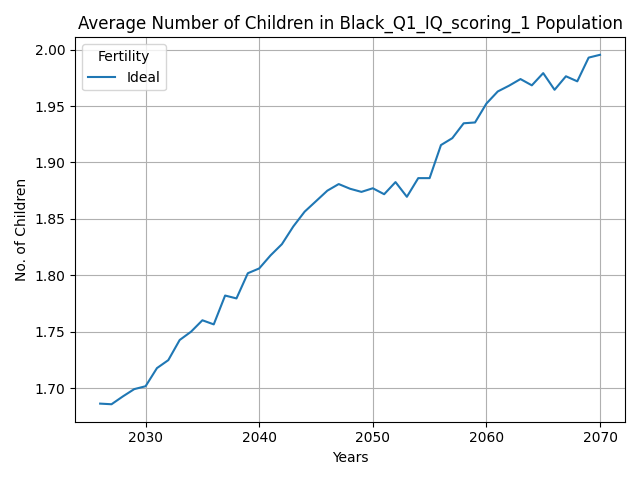 Average Number of Children in Black_Q1_IQ_scoring_1 Population
Fertility
Ideal
2.00
1.95
1.90
1.85
1.80
1.75
1.70
No. of Children
2030 2040 2050 2060 2070
Years